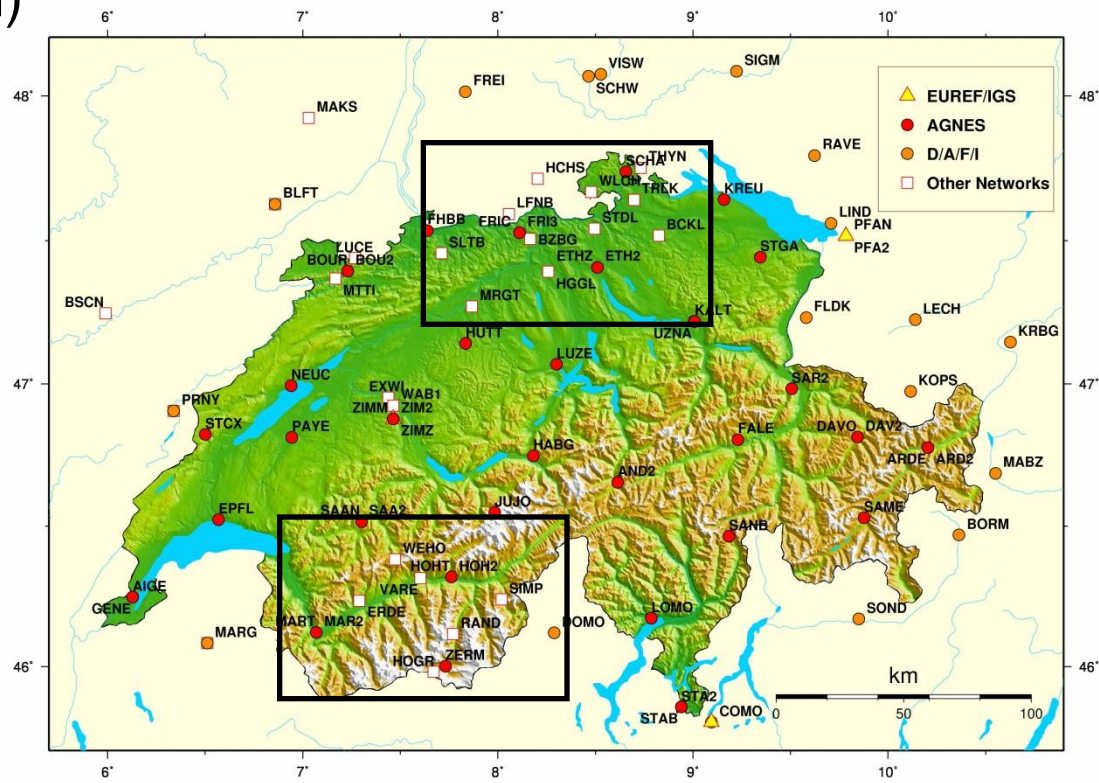 6˚ 7˚ 8˚ 9˚ 10˚
VISW
SIGM
SCHW
FREI
48˚ 48˚
EUREF/IGS
AGNES
D/A/F/I
Other Networks
MAKS
RAVE
THYN
SCHA
HCHS
WLCH
TRLK
KREU
BLFT
LFNB
LIND
PFAN
PFA2
FHBB
FRIC
FRI3
STDL
BCKL
BZBG
SLTB
STGA
LUCE
BOUR
BOU2
ETHZ
ETH2
MTTI
HGGL
BSCN
MRGT
KALT
FLDK
LECH
UZNA
HUTT
KRBG
LUZE
NEUC
SAR2
KOPS
EXWI
WAB1
PRNY
ZIMM
ZIM2
ZIMZ
STCX
PAYE
FALE
DAVO
DAV2
HABG
ARDE
ARD2
AND2
MABZ
EPFL
SAAN
SAA2
JUJO
SAME
SANB
BORM
WEHO
HOHT
HOH2
VARE
SIMP
AIGE
GENE
ERDE
LOMO
SOND
MART
MAR2
RAND
DOMO
MARG
46˚ 46˚
47˚ 47˚
HOGR
ZERM
km
STA2
STAB
COMO
0 50 100
6˚ 7˚ 8˚ 9˚ 10˚